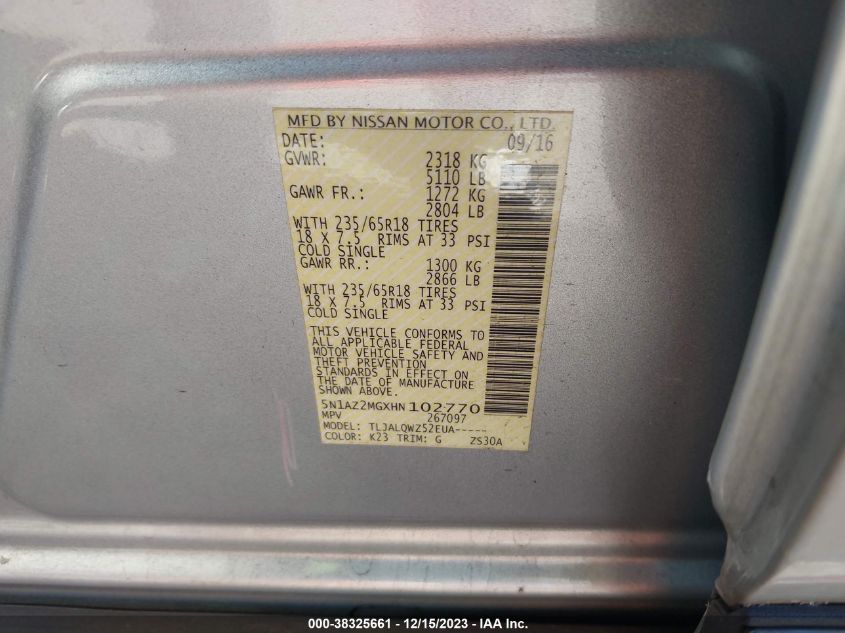 MFD BY NISSAN MOTOR CO., LTD.
DATE: 09/16
GVWR: 2318 KG
5110 LB
GAWR FR.: 1272 KG
2804 LB
WITH 235/65R18 TIRES
18 X 7.5 RIMS AT 33 PSI
COLD SINGLE
GAWR RR.: 1300 KG
2866 LB
WITH 235/65R18 TIRES
18 X 7.5 RIMS AT 33 PSI
COLD SINGLE
THIS VEHICLE CONFORMS TO
ALL APPLICABLE FEDERAL
MOTOR VEHICLE SAFETY AND
THEFT PREVENTION
STANDARDS IN EFFECT ON
THE DATE OF MANUFACTURE
SHOWN ABOVE.
5N1AZ2MGXHN102770
MPV 267097
MODEL: TLJALQWZ52EUA-----
COLOR: K23 TRIM: G ZS30A
000-38325661 - 12/15/2023 - IAA Inc.